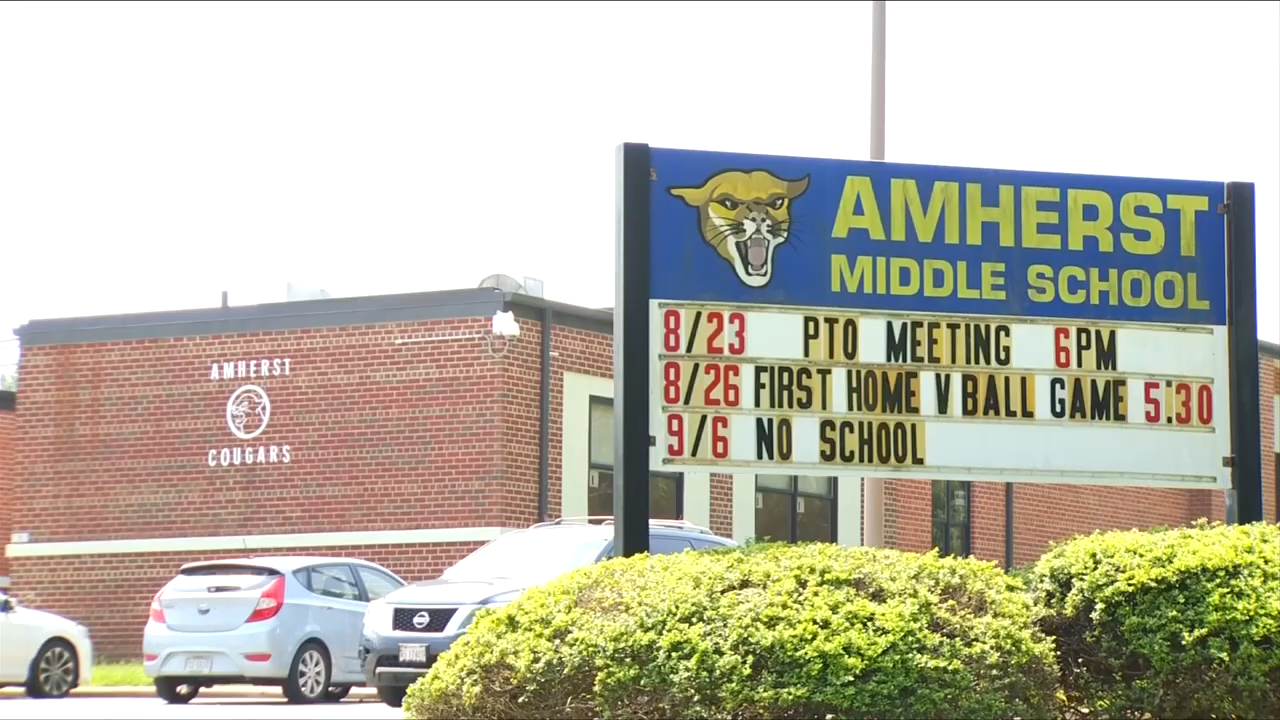 AMHERST
MIDDLE SCHOOL
8/23 PTO MEETING 6PM
8/26 FIRST HOME V BALL GAME 5:30
9/6 NO SCHOOL
AMHERST
COUGARS